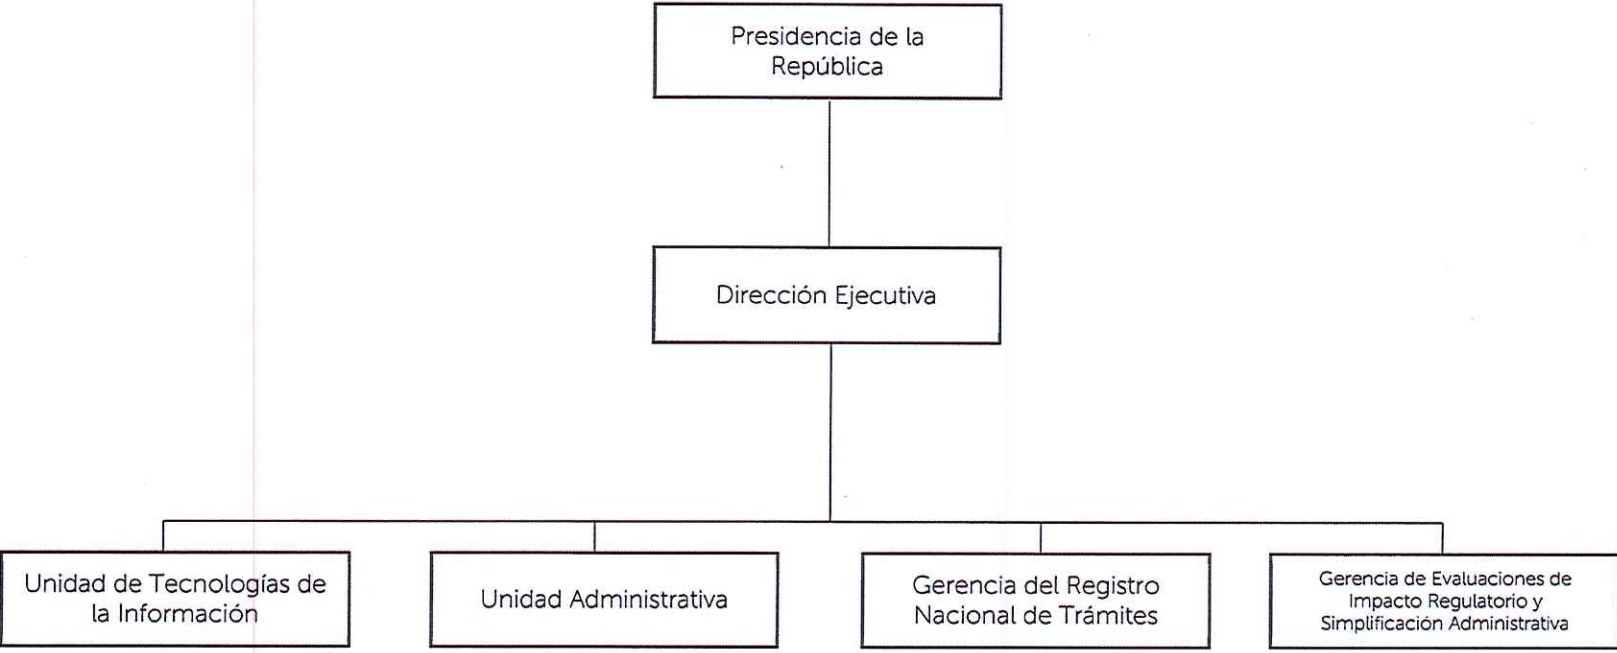 Presidencia de la
República
Dirección Ejecutiva
Unidad de Tecnologías de
la Información
Unidad Administrativa
Gerencia del Registro
Nacional de Trámites
Gerencia de Evaluaciones de
Impacto Regulatorio y
Simplificación Administrativa